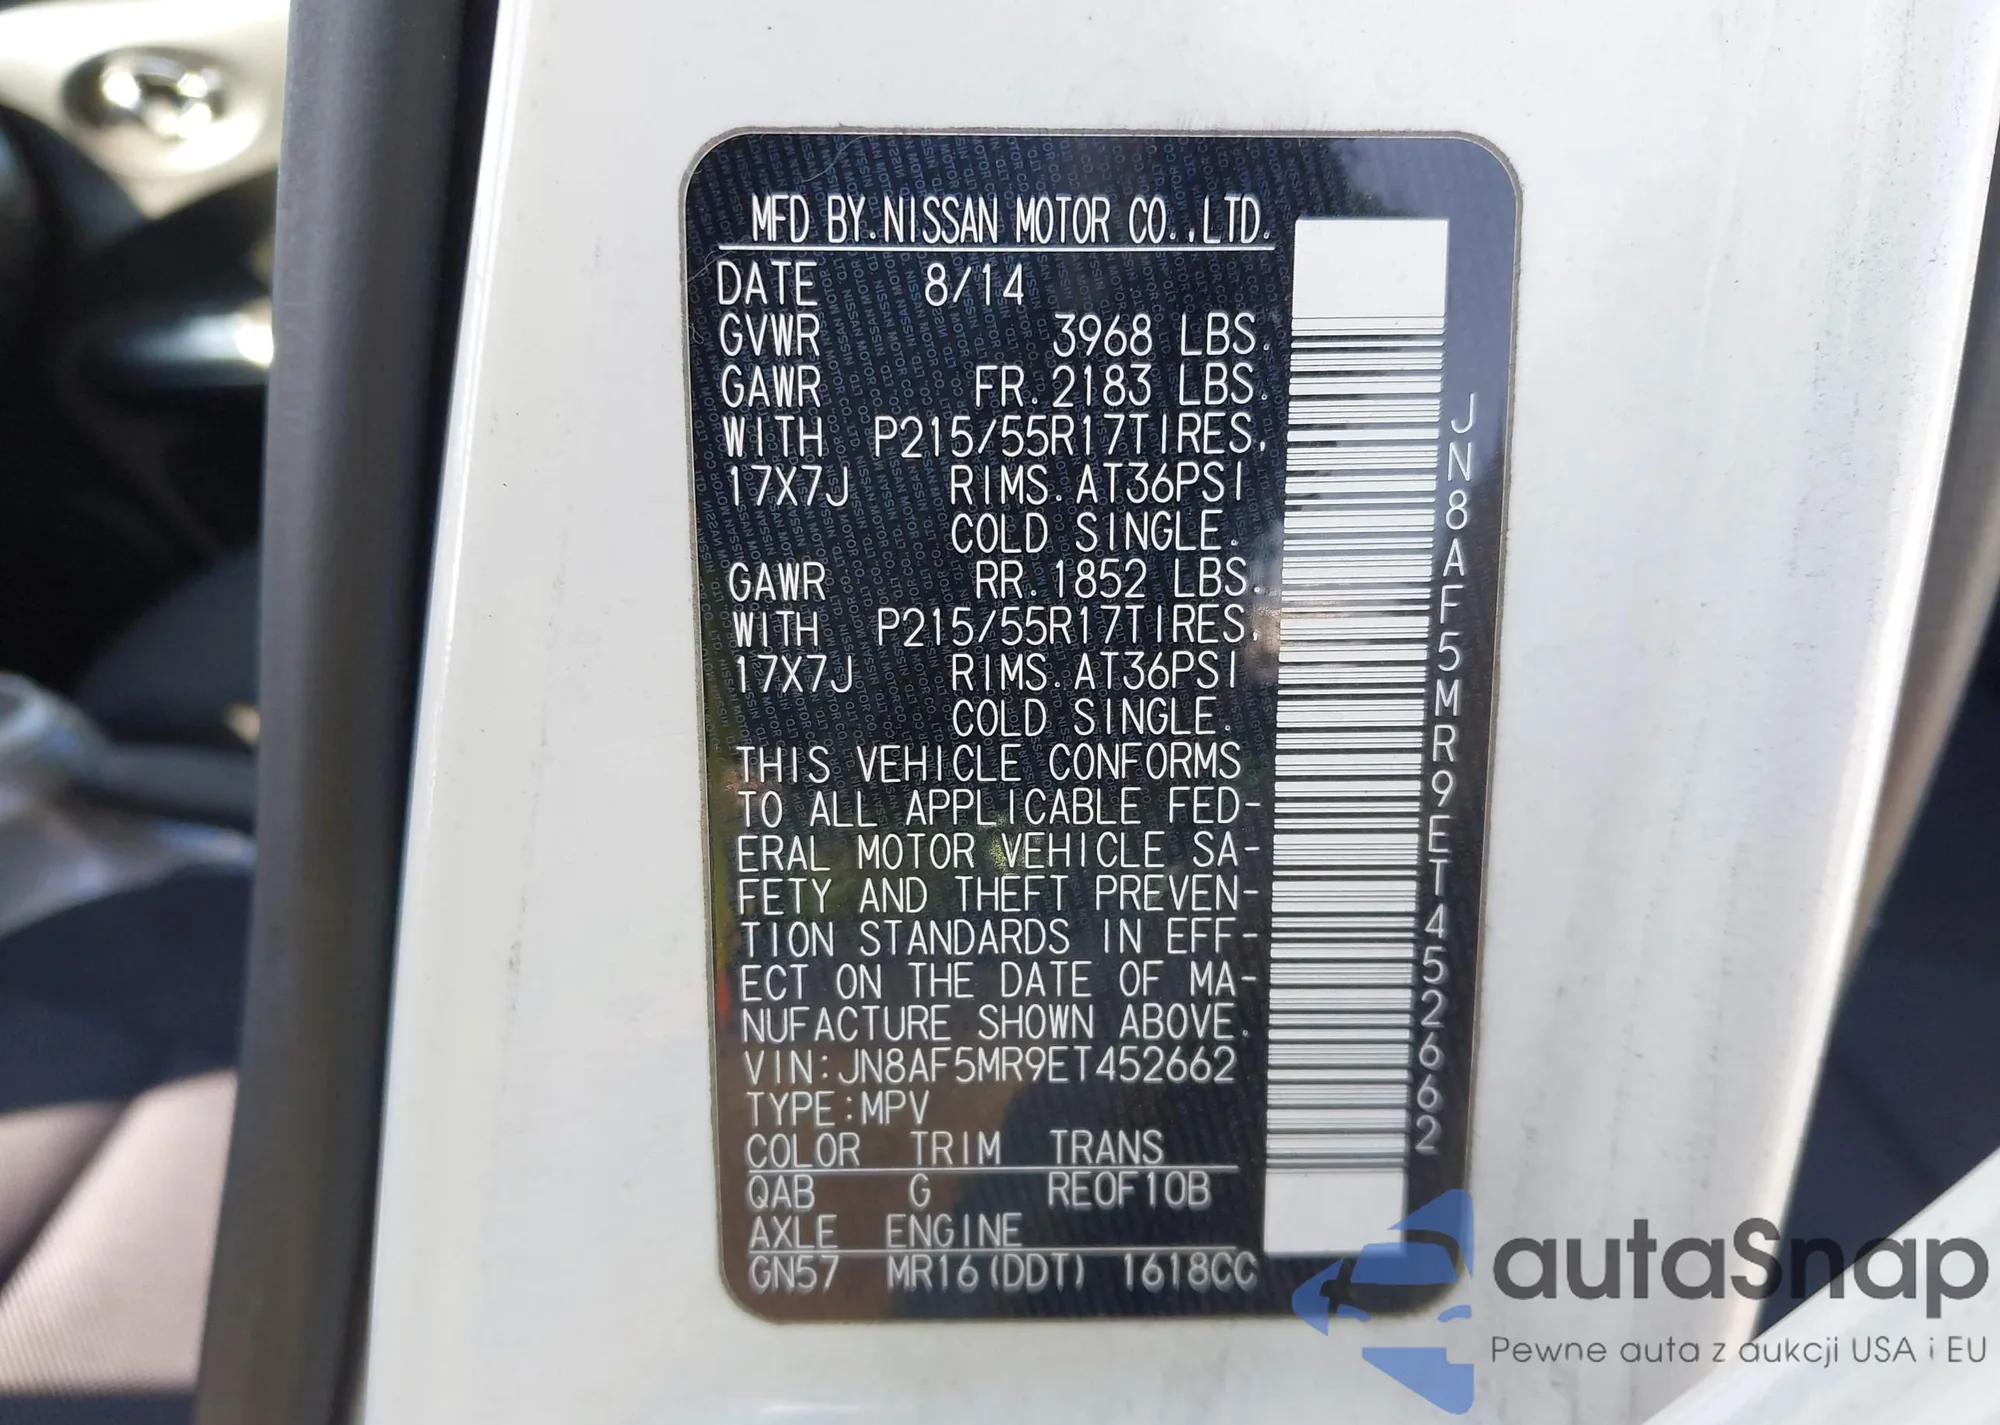 MFD BY.NISSAN MOTOR CO.,LTD.
DATE 8/14
GVWR 3968 LBS.
GAWR FR.2183 LBS.
WITH P215/55R17TIRES,
17X7J RIMS.AT36PSI
COLD SINGLE.
GAWR RR.1852 LBS.
WITH P215/55R17TIRES,
17X7J RIMS.AT36PSI
COLD SINGLE.
THIS VEHICLE CONFORMS
TO ALL APPLICABLE FED-
ERAL MOTOR VEHICLE SA-
FETY AND THEFT PREVEN-
TION STANDARDS IN EFF-
ECT ON THE DATE OF MA-
NUFACTURE SHOWN ABOVE.
VIN:JN8AF5MR9ET452662
TYPE:MPV
COLOR TRIM TRANS
QAB G RE0F10B
AXLE ENGINE
GN57 MR16(DDT) 1618CC
JN8AF5MR9ET452662
autaSnap
Pewne auta z aukcji USA i EU